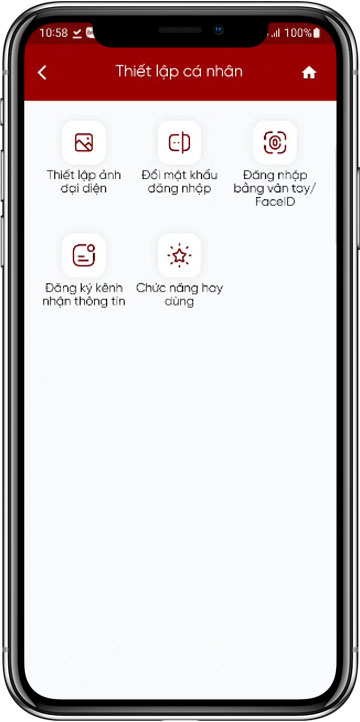 10:58
100%
Thiết lập cá nhân
Thiết lập ảnh
đại diện
Đổi mật khẩu
đăng nhập
Đăng nhập
bằng vân tay/
FaceID
Đăng ký kênh
nhận thông tin
Chức năng hay
dùng